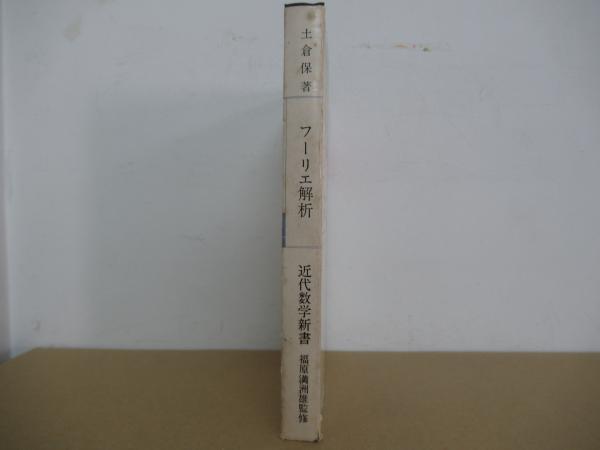 土倉保著
フーリエ解析
近代数学新書
福原満洲雄監修